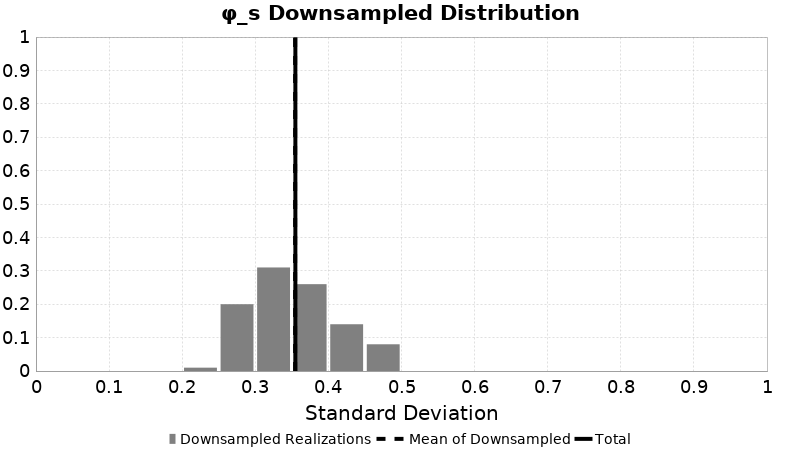 φ_s Downsampled Distribution
1
0.9
0.8
0.7
0.6
0.5
0.4
0.3
0.2
0.1
0
0 0.1 0.2 0.3 0.4 0.5 0.6 0.7 0.8 0.9 1
Standard Deviation
Downsampled Realizations Mean of Downsampled Total